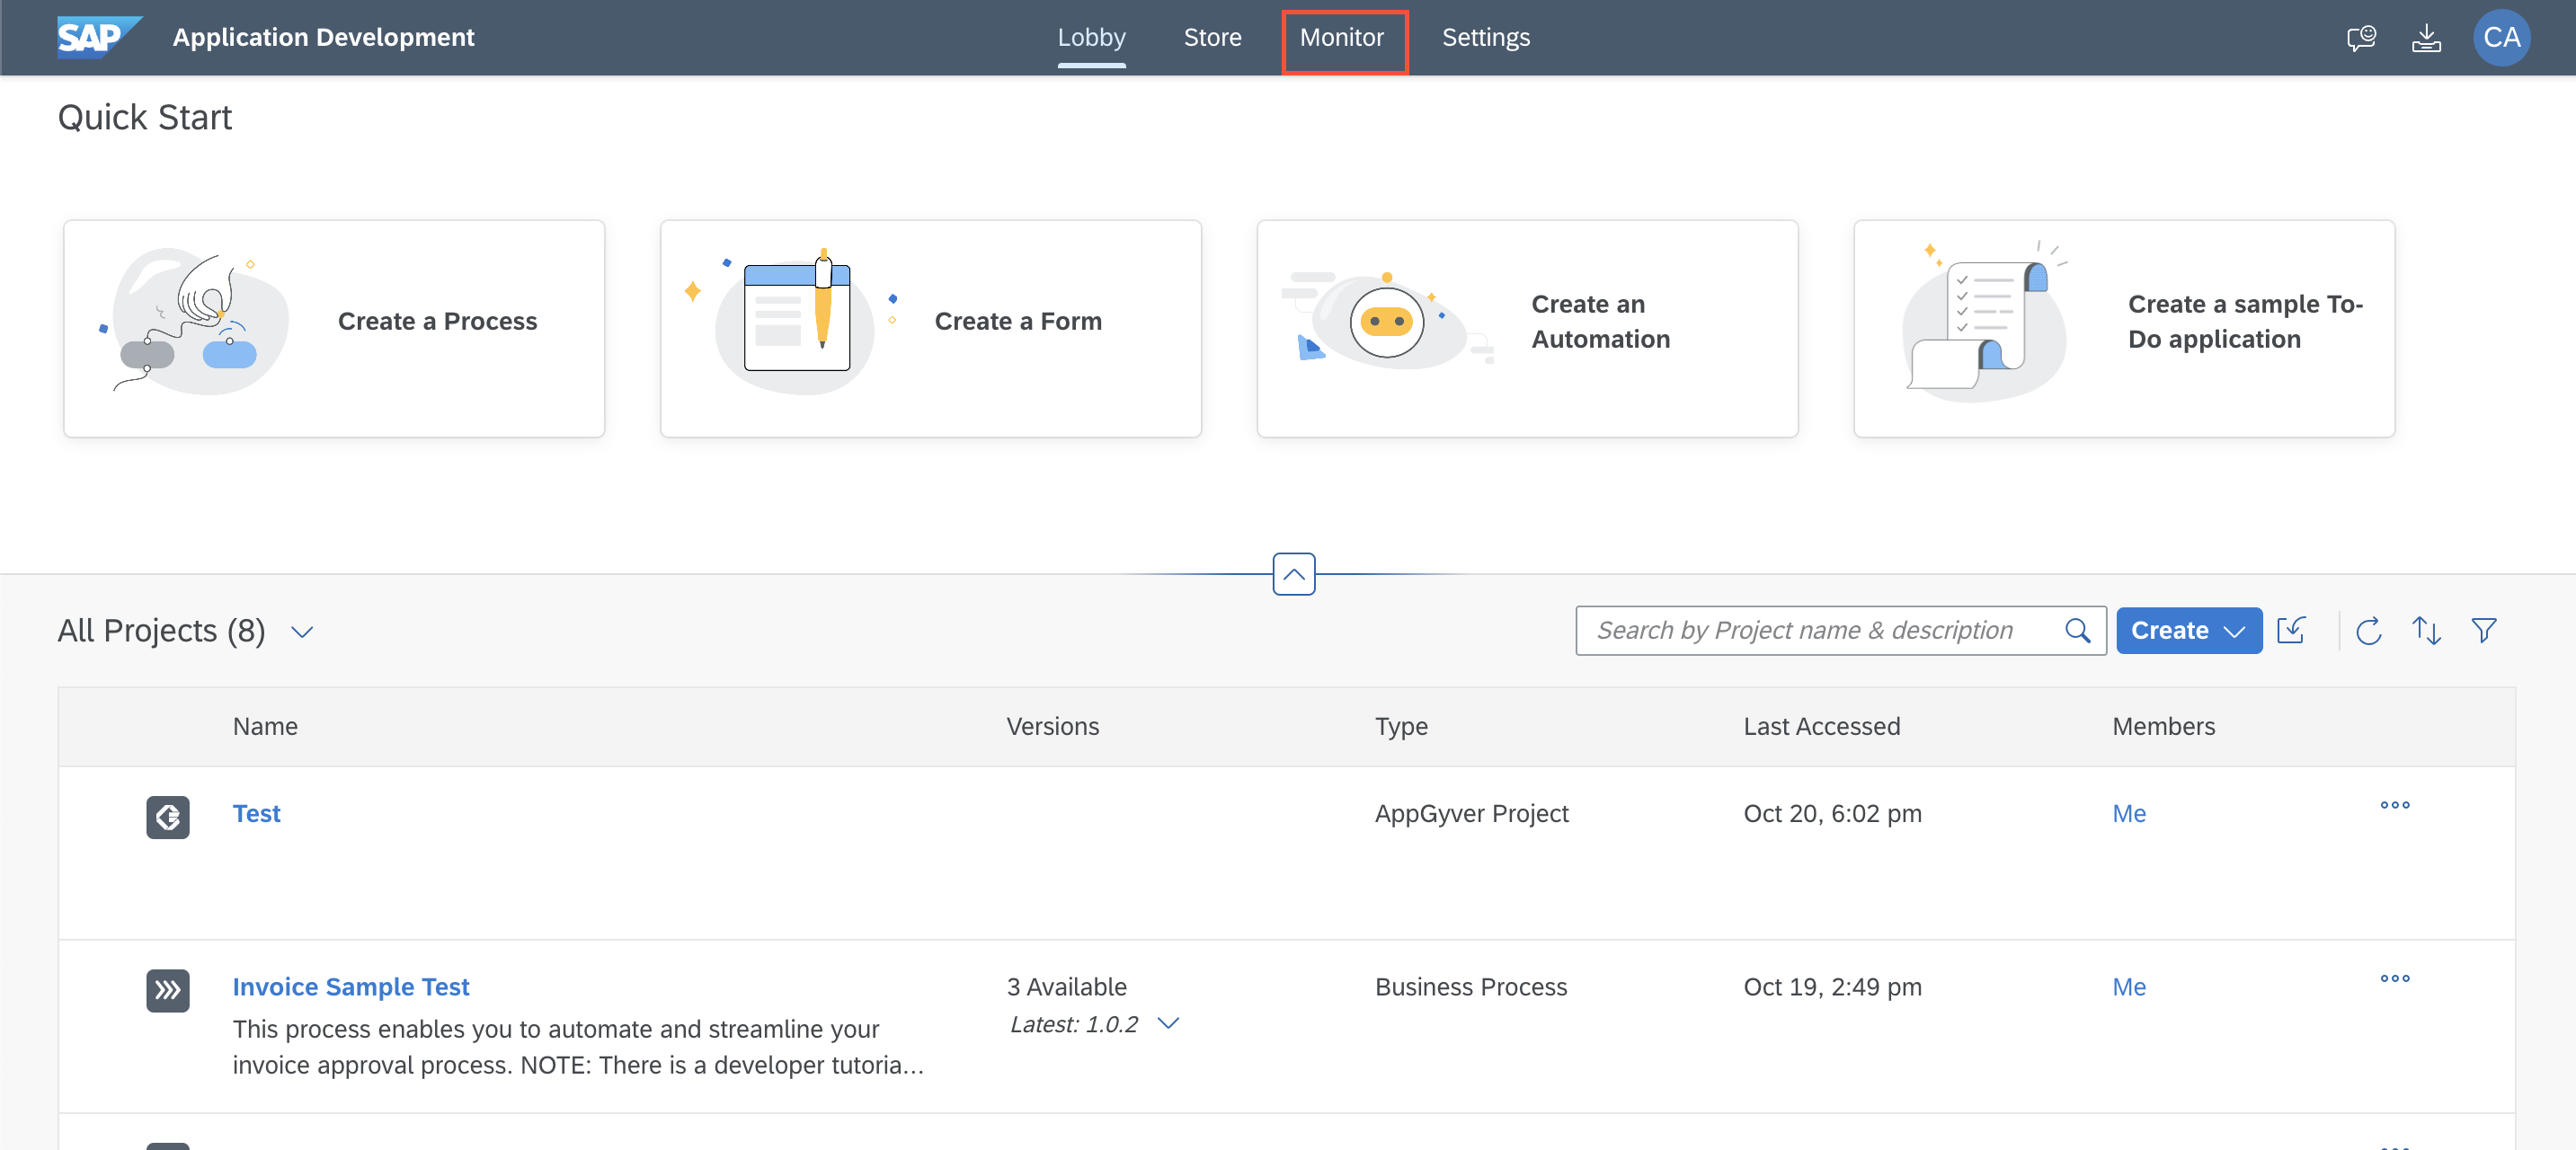 SAP Application Development Lobby Store Monitor Settings CA
Quick Start
Create a Process
Create a Form
Create an
Automation
Create a sample To-
Do application
All Projects (8) Search by Project name & description Create
Name Versions Type Last Accessed Members
Test AppGyver Project Oct 20, 6:02 pm Me
Invoice Sample Test 3 Available Business Process Oct 19, 2:49 pm Me
Latest: 1.0.2
This process enables you to automate and streamline your
invoice approval process. NOTE: There is a developer tutoria...